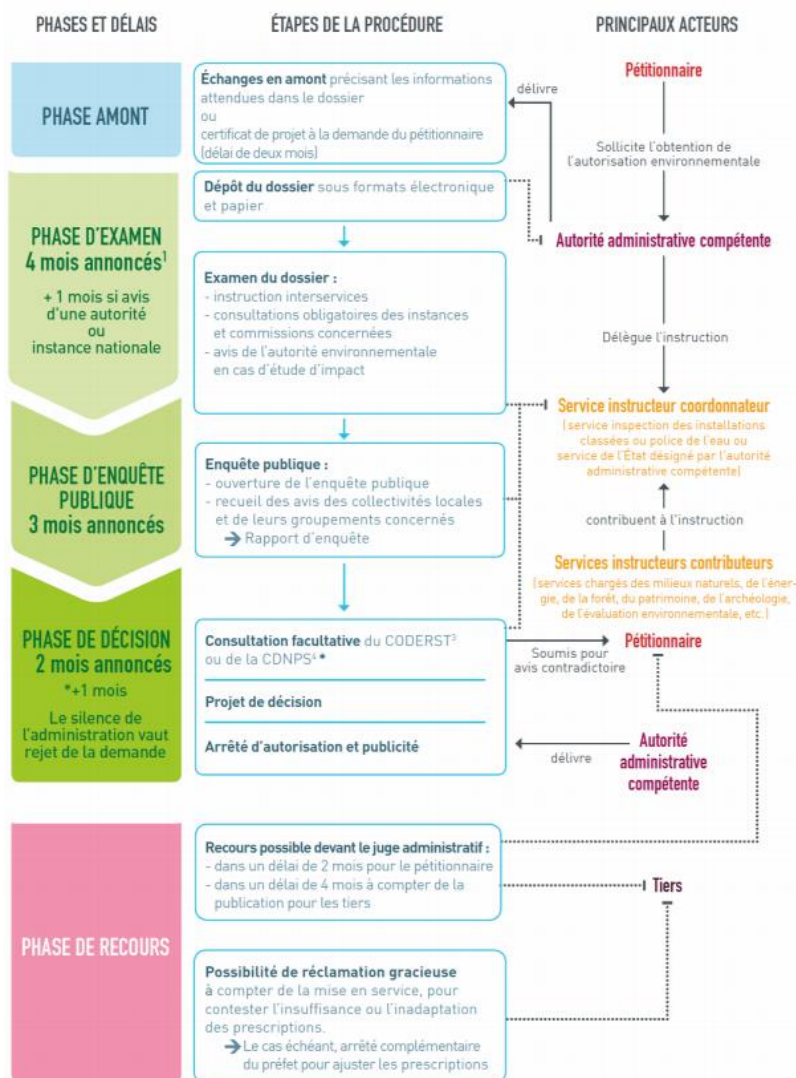 PHASES ET DÉLAIS
ÉTAPES DE LA PROCÉDURE
PRINCIPAUX ACTEURS
PHASE AMONT
Échanges en amont précisant les informations
attendues dans le dossier
ou
certificat de projet à la demande du pétitionnaire
(délai de deux mois)
délivre
Pétitionnaire
Sollicite l'obtention de
l'autorisation environnementale
Autorité administrative compétente
PHASE D'EXAMEN
4 mois annoncés¹
+ 1 mois si avis
d'une autorité
ou
instance nationale
Dépôt du dossier sous formats électronique
et papier
Examen du dossier :
- instruction interservices
- consultations obligatoires des instances
et commissions concernées
- avis de l'autorité environnementale
en cas d'étude d'impact
Délègue l'instruction
Service instructeur coordonnateur
(service inspection des installations
classées ou police de l'eau ou
service de l'État désigné par l'autorité
administrative compétente)
PHASE D'ENQUÊTE
PUBLIQUE
3 mois annoncés
Enquête publique :
- ouverture de l'enquête publique
- recueil des avis des collectivités locales
et de leurs groupements concernés
➔ Rapport d'enquête
contribuent à l'instruction
Services instructeurs contributeurs
(services chargés des milieux naturels, de l'éner-
gie, de la forêt, du patrimoine, de l'archéologie,
de l'évaluation environnementale, etc.)
PHASE DE DÉCISION
2 mois annoncés
*+1 mois
Le silence de
l'administration vaut
rejet de la demande
Consultation facultative du CODERST³
ou de la CDNPS⁴ *
Projet de décision
Arrêté d'autorisation et publicité
Soumis pour
avis contradictoire
Pétitionnaire
délivre
Autorité
administrative
compétente
PHASE DE RECOURS
Recours possible devant le juge administratif :
- dans un délai de 2 mois pour le pétitionnaire
- dans un délai de 4 mois à compter de la
publication pour les tiers
Tiers
Possibilité de réclamation gracieuse
à compter de la mise en service, pour
contester l'insuffisance ou l'inadaptation
des prescriptions.
➔ Le cas échéant, arrêté complémentaire
du préfet pour ajuster les prescriptions